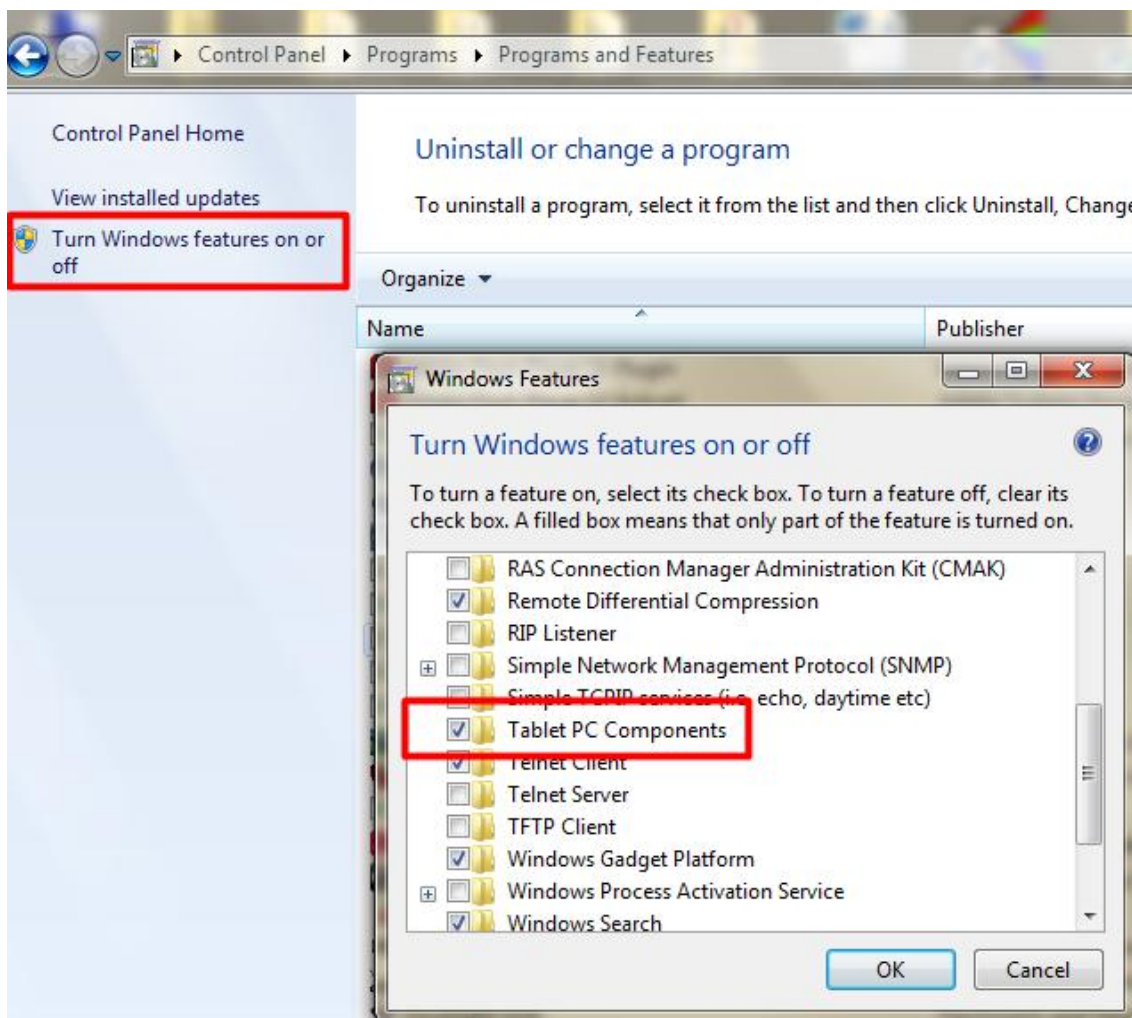 Control Panel ▸ Programs ▸ Programs and Features
Control Panel Home
View installed updates
Turn Windows features on or
off
Uninstall or change a program
To uninstall a program, select it from the list and then click Uninstall, Change
Organize
Name
Publisher
Windows Features
Turn Windows features on or off
To turn a feature on, select its check box. To turn a feature off, clear its
check box. A filled box means that only part of the feature is turned on.
RAS Connection Manager Administration Kit (CMAK)
Remote Differential Compression
RIP Listener
Simple Network Management Protocol (SNMP)
Simple TCPIP services (i.e. echo, daytime etc)
Tablet PC Components
Telnet Client
Telnet Server
TFTP Client
Windows Gadget Platform
Windows Process Activation Service
Windows Search
OK
Cancel